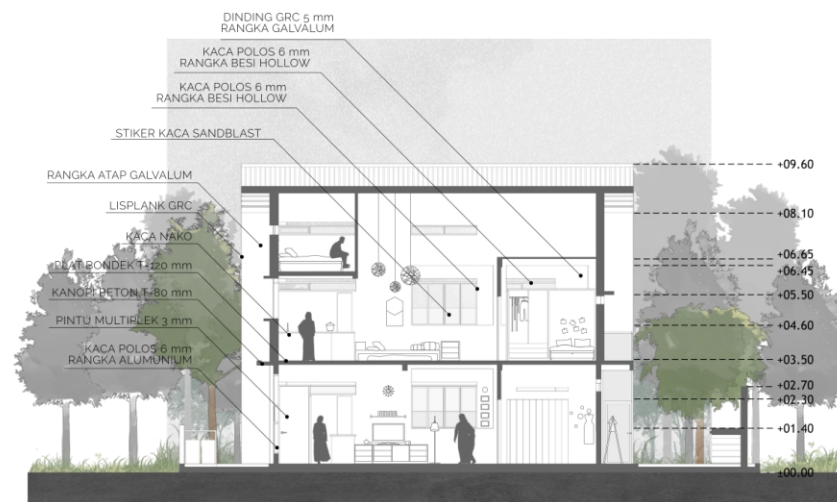 DINDING GRC 5 mm
RANGKA GALVALUM
KACA POLOS 6 mm
RANGKA BESI HOLLOW
KACA POLOS 6 mm
RANGKA BESI HOLLOW
STIKER KACA SANDBLAST
RANGKA ATAP GALVALUM
LISPLANK GRC
KACA NAKO
PLAT BONDEK T-120 mm
KANOPI BETON T-80 mm
PINTU MULTIPLEK 3 mm
KACA POLOS 6 mm
RANGKA ALUMUNIUM
+09.60
+08.10
+06.65
+06.45
+05.50
+04.60
+03.50
+02.70
+02.30
+01.40
±00.00